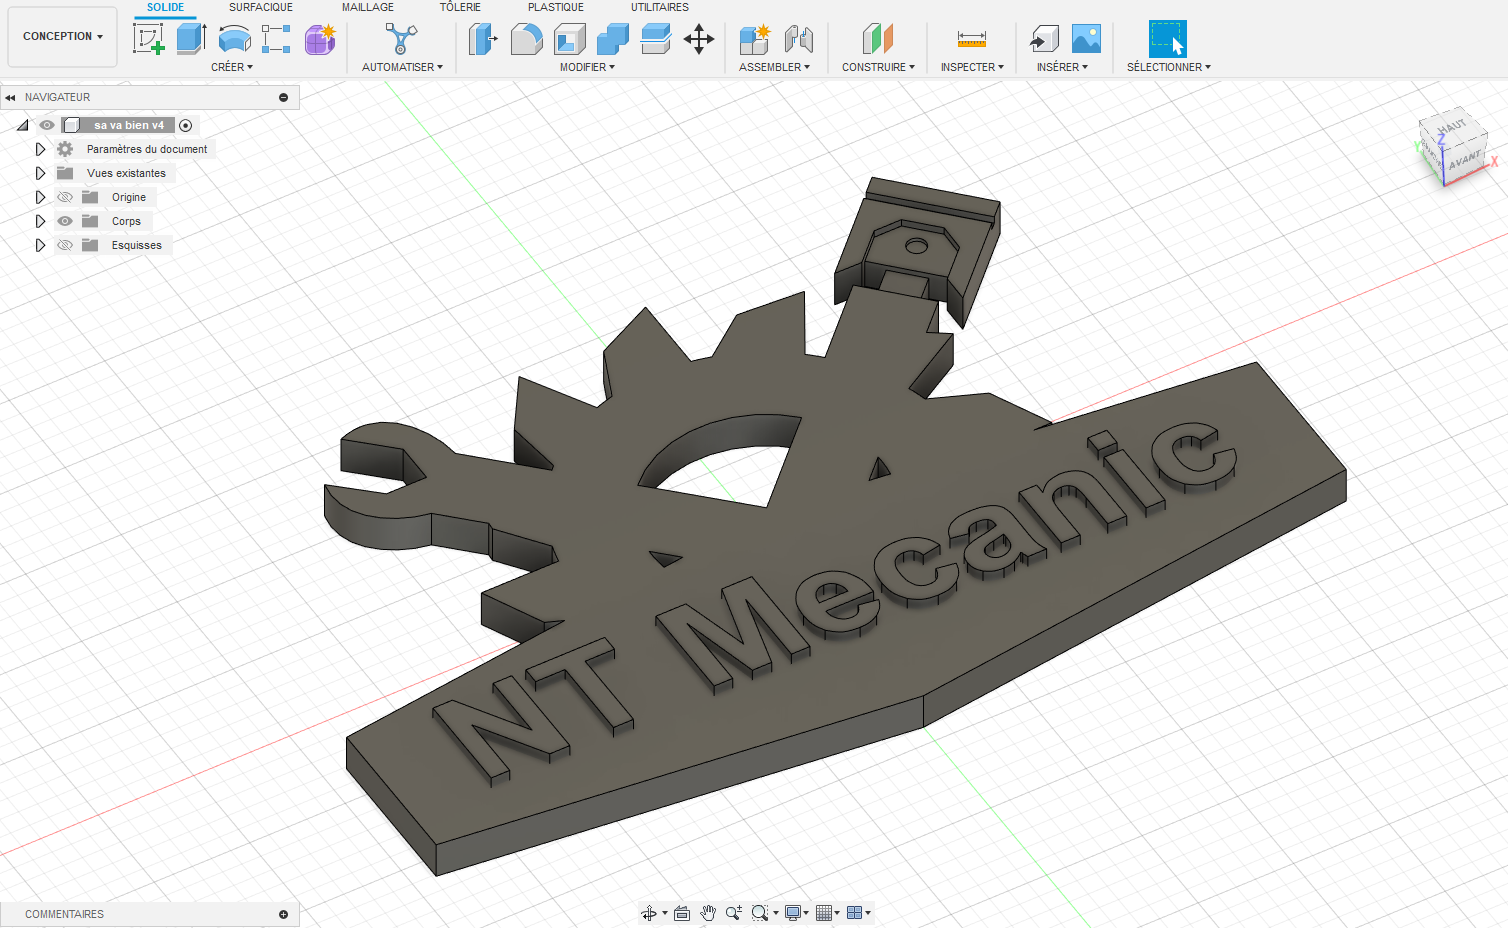 SOLIDE SURFACIQUE MAILLAGE TÔLERIE PLASTIQUE UTILITAIRES
CONCEPTION
CRÉER AUTOMATISER MODIFIER ASSEMBLER CONSTRUIRE INSPECTER INSÉRER SÉLECTIONNER
NAVIGATEUR
sa va bien v4
Paramètres du document
Vues existantes
Origine
Corps
Esquisses
HAUT
AVANT
Z
Y
X
NT Mecanic
COMMENTAIRES